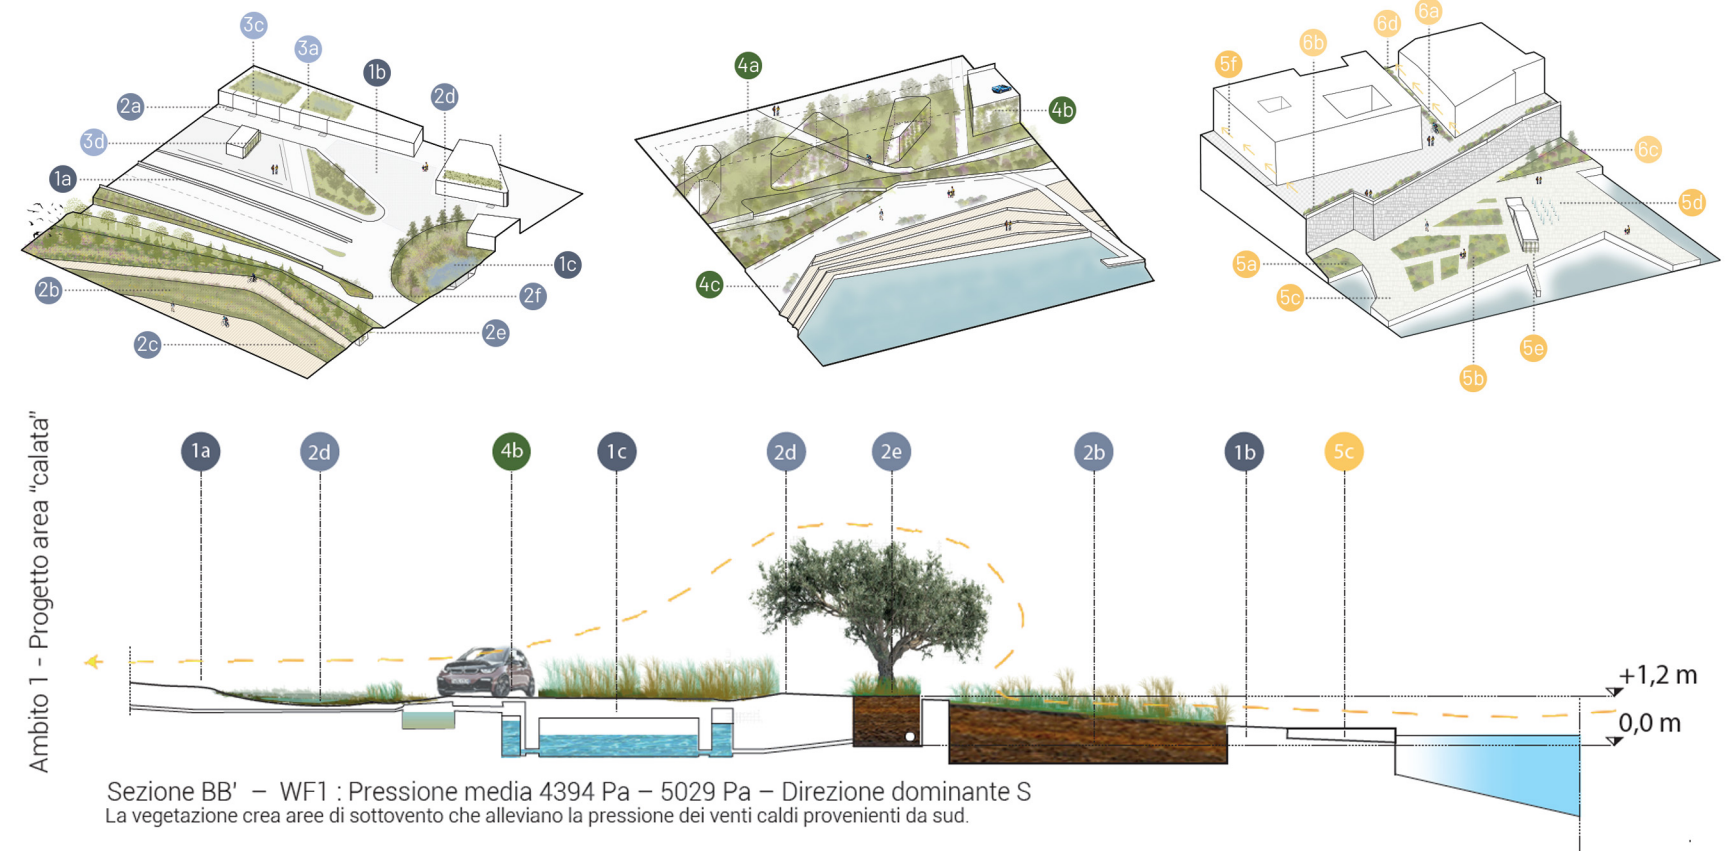 3c
3a
1b
2a
2d
3d
1a
1c
2b
2f
2e
2c
4a
4b
4c
6a
6d
6b
5f
6c
5d
5a
5c
5e
5b
Ambito 1 - Progetto area “calata”
1a 2d 4b 1c 2d 2e 2b 1b 5c
+1,2 m
0,0 m
Sezione BB' – WF1 : Pressione media 4394 Pa – 5029 Pa – Direzione dominante S
La vegetazione crea aree di sottovento che alleviano la pressione dei venti caldi provenienti da sud.